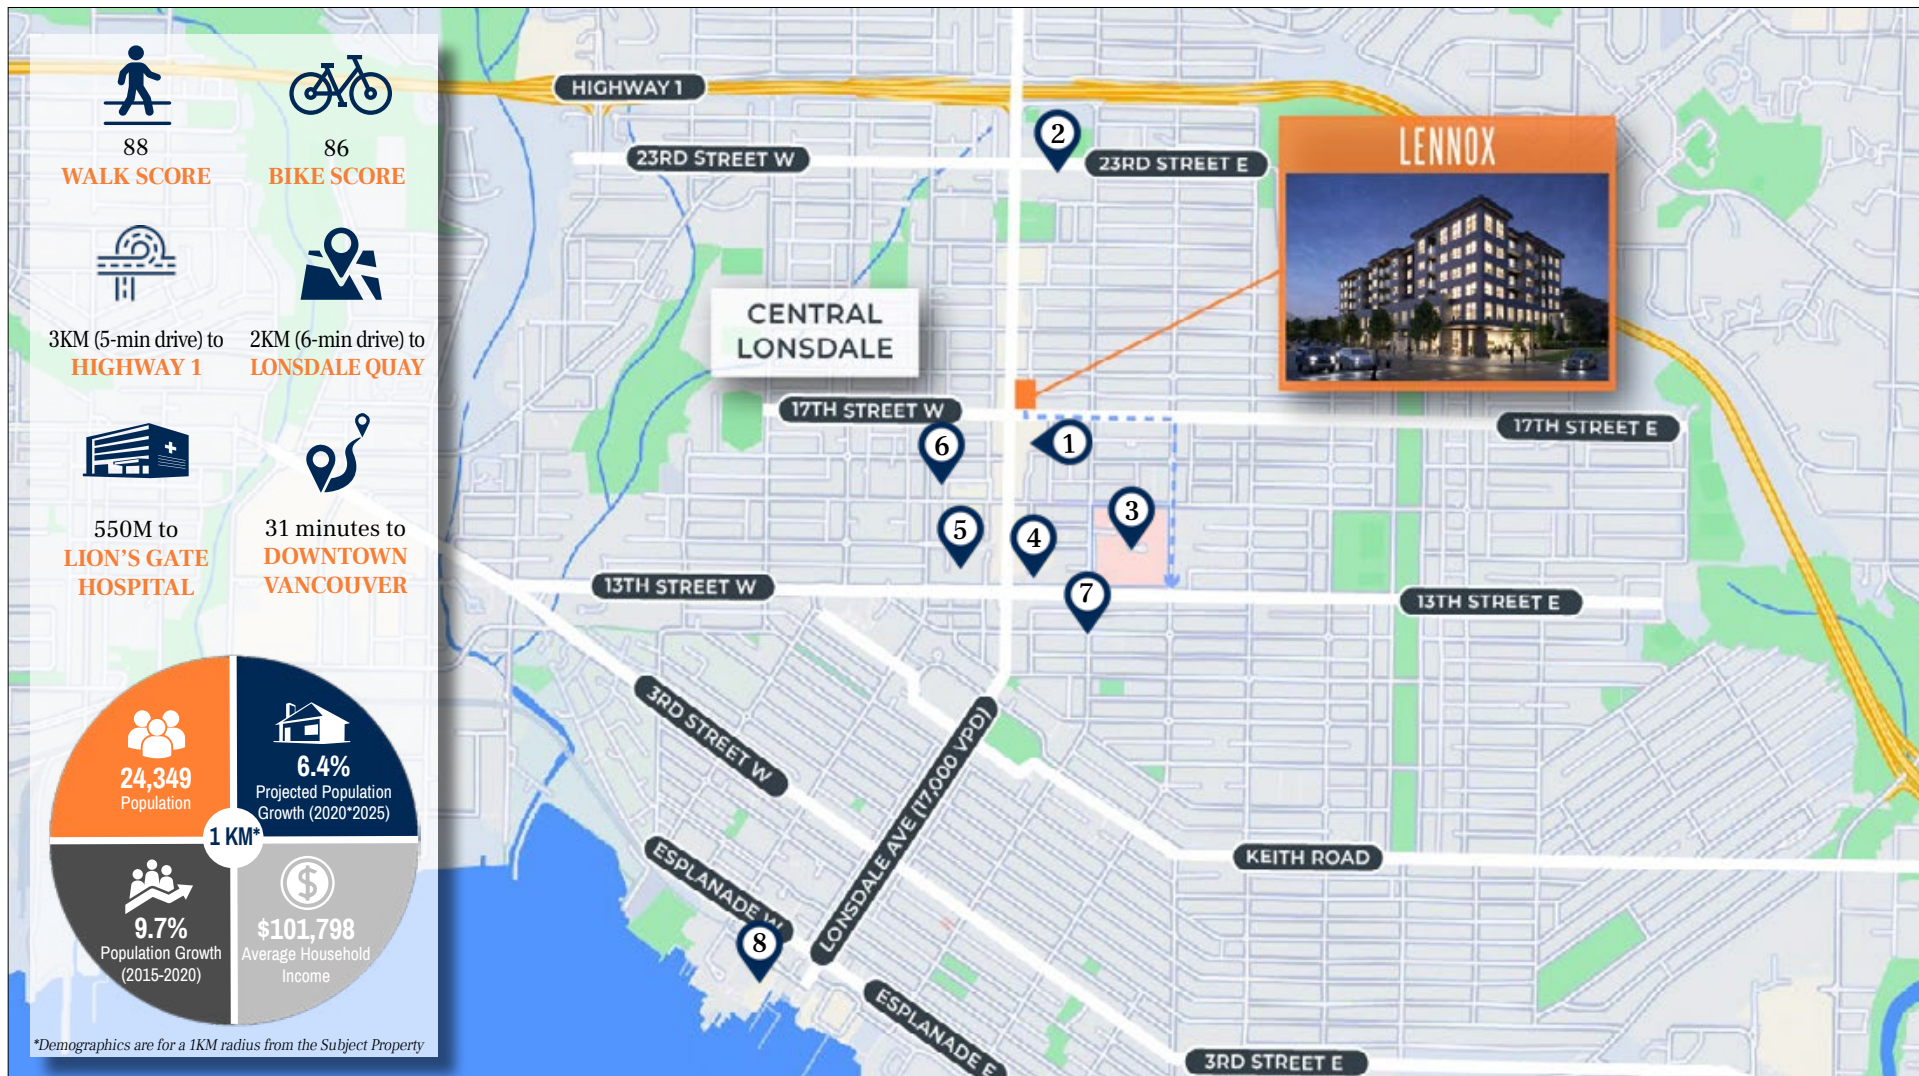 88
WALK SCORE
86
BIKE SCORE
3KM (5-min drive) to
HIGHWAY 1
2KM (6-min drive) to
LONSDALE QUAY
550M to
LION'S GATE
HOSPITAL
31 minutes to
DOWNTOWN
VANCOUVER
24,349
Population
6.4%
Projected Population
Growth (2020*2025)
1 KM*
9.7%
Population Growth
(2015-2020)
$101,798
Average Household
Income
*Demographics are for a 1KM radius from the Subject Property
HIGHWAY 1
2
23RD STREET W
23RD STREET E
LENNOX
CENTRAL
LONSDALE
17TH STREET W
17TH STREET E
6
1
3
5
4
7
13TH STREET W
13TH STREET E
3RD STREET W
LONSDALE AVE (17,000 VPD)
KEITH ROAD
ESPLANADE W
8
ESPLANADE E
3RD STREET E